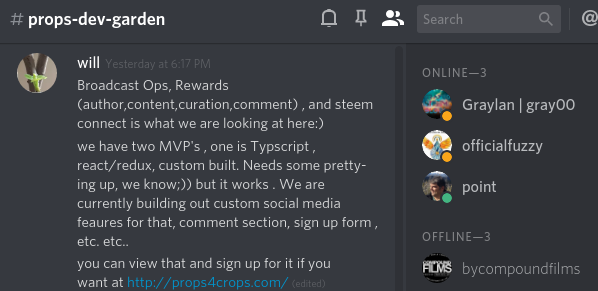 # props-dev-garden
Search
@
will Yesterday at 6:17 PM
Broadcast Ops, Rewards
(author,content,curation,comment) , and steem
connect is what we are looking at here:)
we have two MVP's , one is Typscript ,
react/redux, custom built. Needs some pretty-
ing up, we know;)) but it works . We are
currently building out custom social media
feaures for that, comment section, sign up form ,
etc. etc..
you can view that and sign up for it if you
want at http://props4crops.com/ (edited)
ONLINE—3
Graylan | gray00
officialfuzzy
point
OFFLINE—3
COMPOUND
FILMS
bycompoundfilms